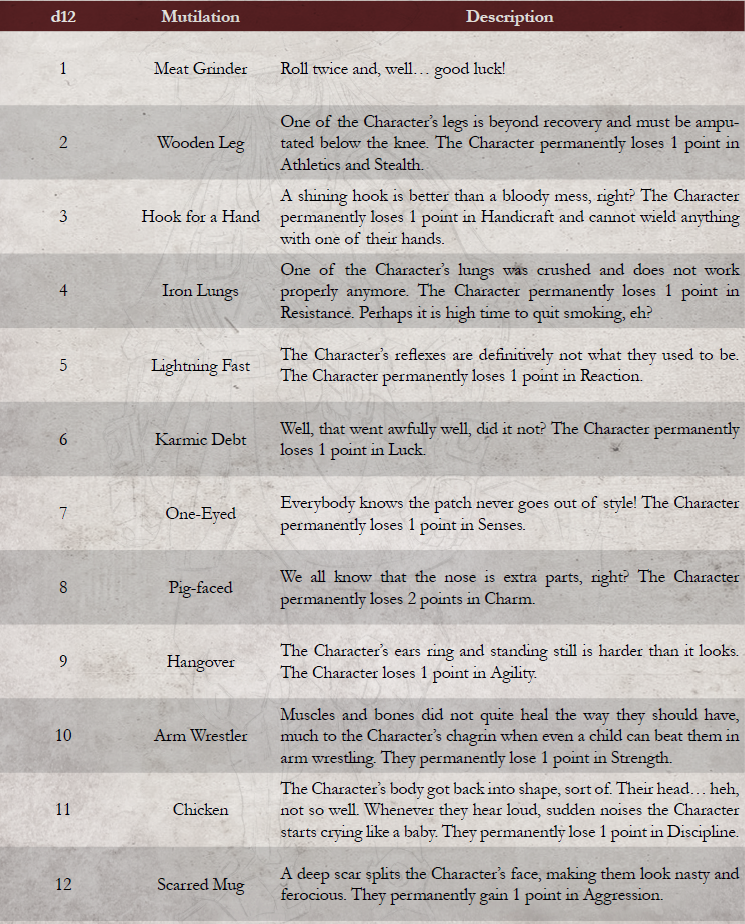 d12 Mutilation Description
1 Meat Grinder Roll twice and, well… good luck!
One of the Character's legs is beyond recovery and must be ampu-
2 Wooden Leg tated below the knee. The Character permanently loses 1 point in
Athletics and Stealth.
A shining hook is better than a bloody mess, right? The Character
3 Hook for a Hand permanently loses 1 point in Handicraft and cannot wield anything
with one of their hands.
One of the Character's lungs was crushed and does not work
4 Iron Lungs properly anymore. The Character permanently loses 1 point in
Resistance. Perhaps it is high time to quit smoking, eh?
5 Lightning Fast The Character's reflexes are definitively not what they used to be.
The Character permanently loses 1 point in Reaction.
6 Karmic Debt Well, that went awfully well, did it not? The Character permanently
loses 1 point in Luck.
7 One-Eyed Everybody knows the patch never goes out of style! The Character
permanently loses 1 point in Senses.
8 Pig-faced We all know that the nose is extra parts, right? The Character
permanently loses 2 points in Charm.
9 Hangover The Character's ears ring and standing still is harder than it looks.
The Character loses 1 point in Agility.
Muscles and bones did not quite heal the way they should have,
10 Arm Wrestler much to the Character's chagrin when even a child can beat them in
arm wrestling. They permanently lose 1 point in Strength.
The Character's body got back into shape, sort of. Their head… heh,
11 Chicken not so well. Whenever they hear loud, sudden noises the Character
starts crying like a baby. They permanently lose 1 point in Discipline.
12 Scarred Mug A deep scar splits the Character's face, making them look nasty and
ferocious. They permanently gain 1 point in Aggression.